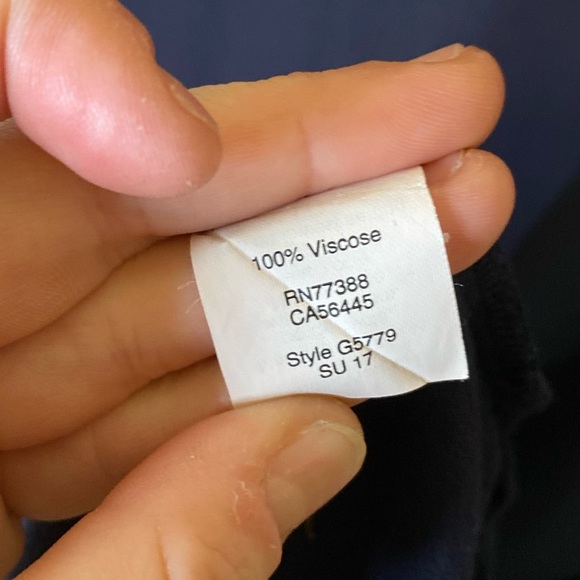 100% Viscose
RN77388
CA56445
Style G5779
SU 17